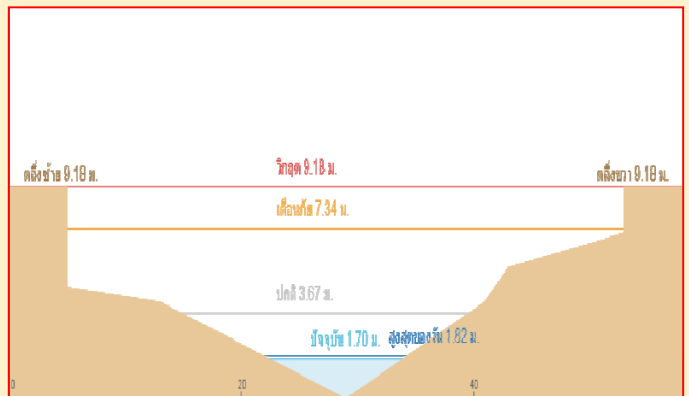 วิกฤต 9.18 ม.
ตลิ่งซ้าย 9.18 ม.
ตลิ่งขวา 9.18 ม.
เตือนภัย 7.34 ม.
ปกติ 3.67 ม.
ปัจจุบัน 1.70 ม.
สูงสุดของวัน 1.82 ม.
0 20 40